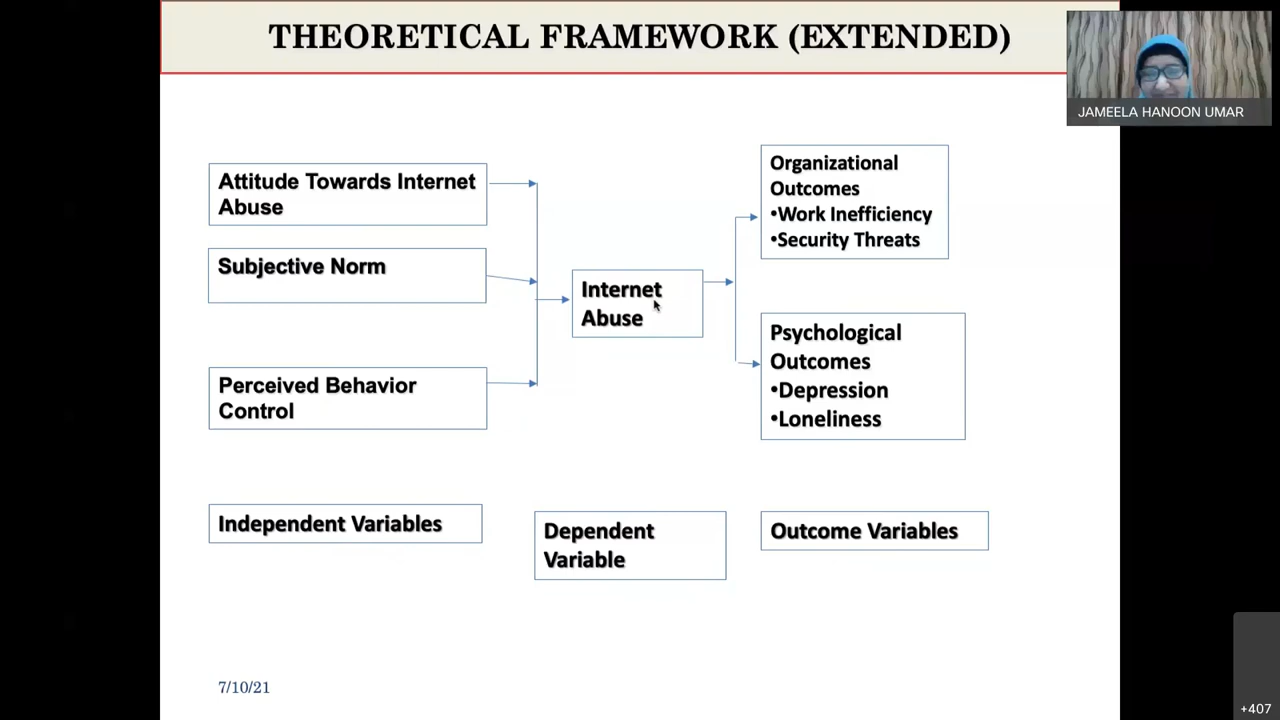 THEORETICAL FRAMEWORK (EXTENDED)
JAMEELA HANOON UMAR
Attitude Towards Internet
Abuse
Subjective Norm
Perceived Behavior
Control
Internet
Abuse
Organizational
Outcomes
•Work Inefficiency
•Security Threats
Psychological
Outcomes
•Depression
•Loneliness
Independent Variables
Dependent
Variable
Outcome Variables
7/10/21
+407